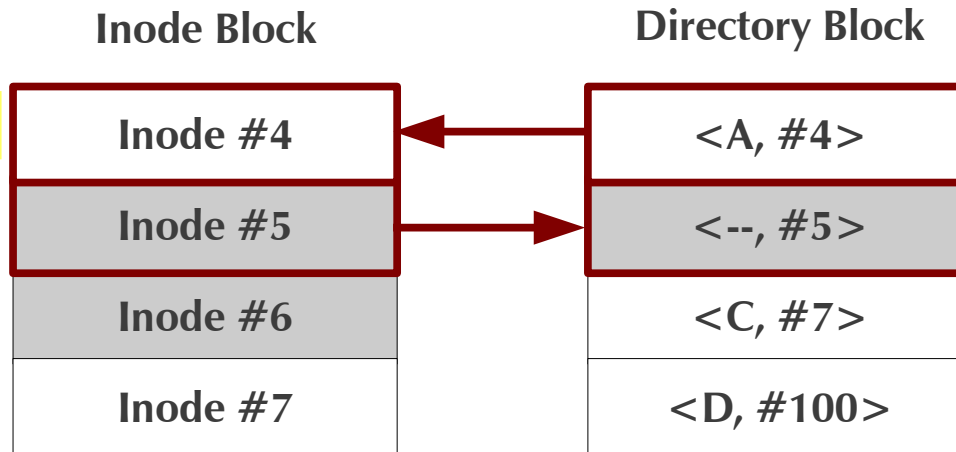 Inode Block
Directory Block
Inode #4
<A, #4>
Inode #5
<--, #5>
Inode #6
<C, #7>
Inode #7
<D, #100>